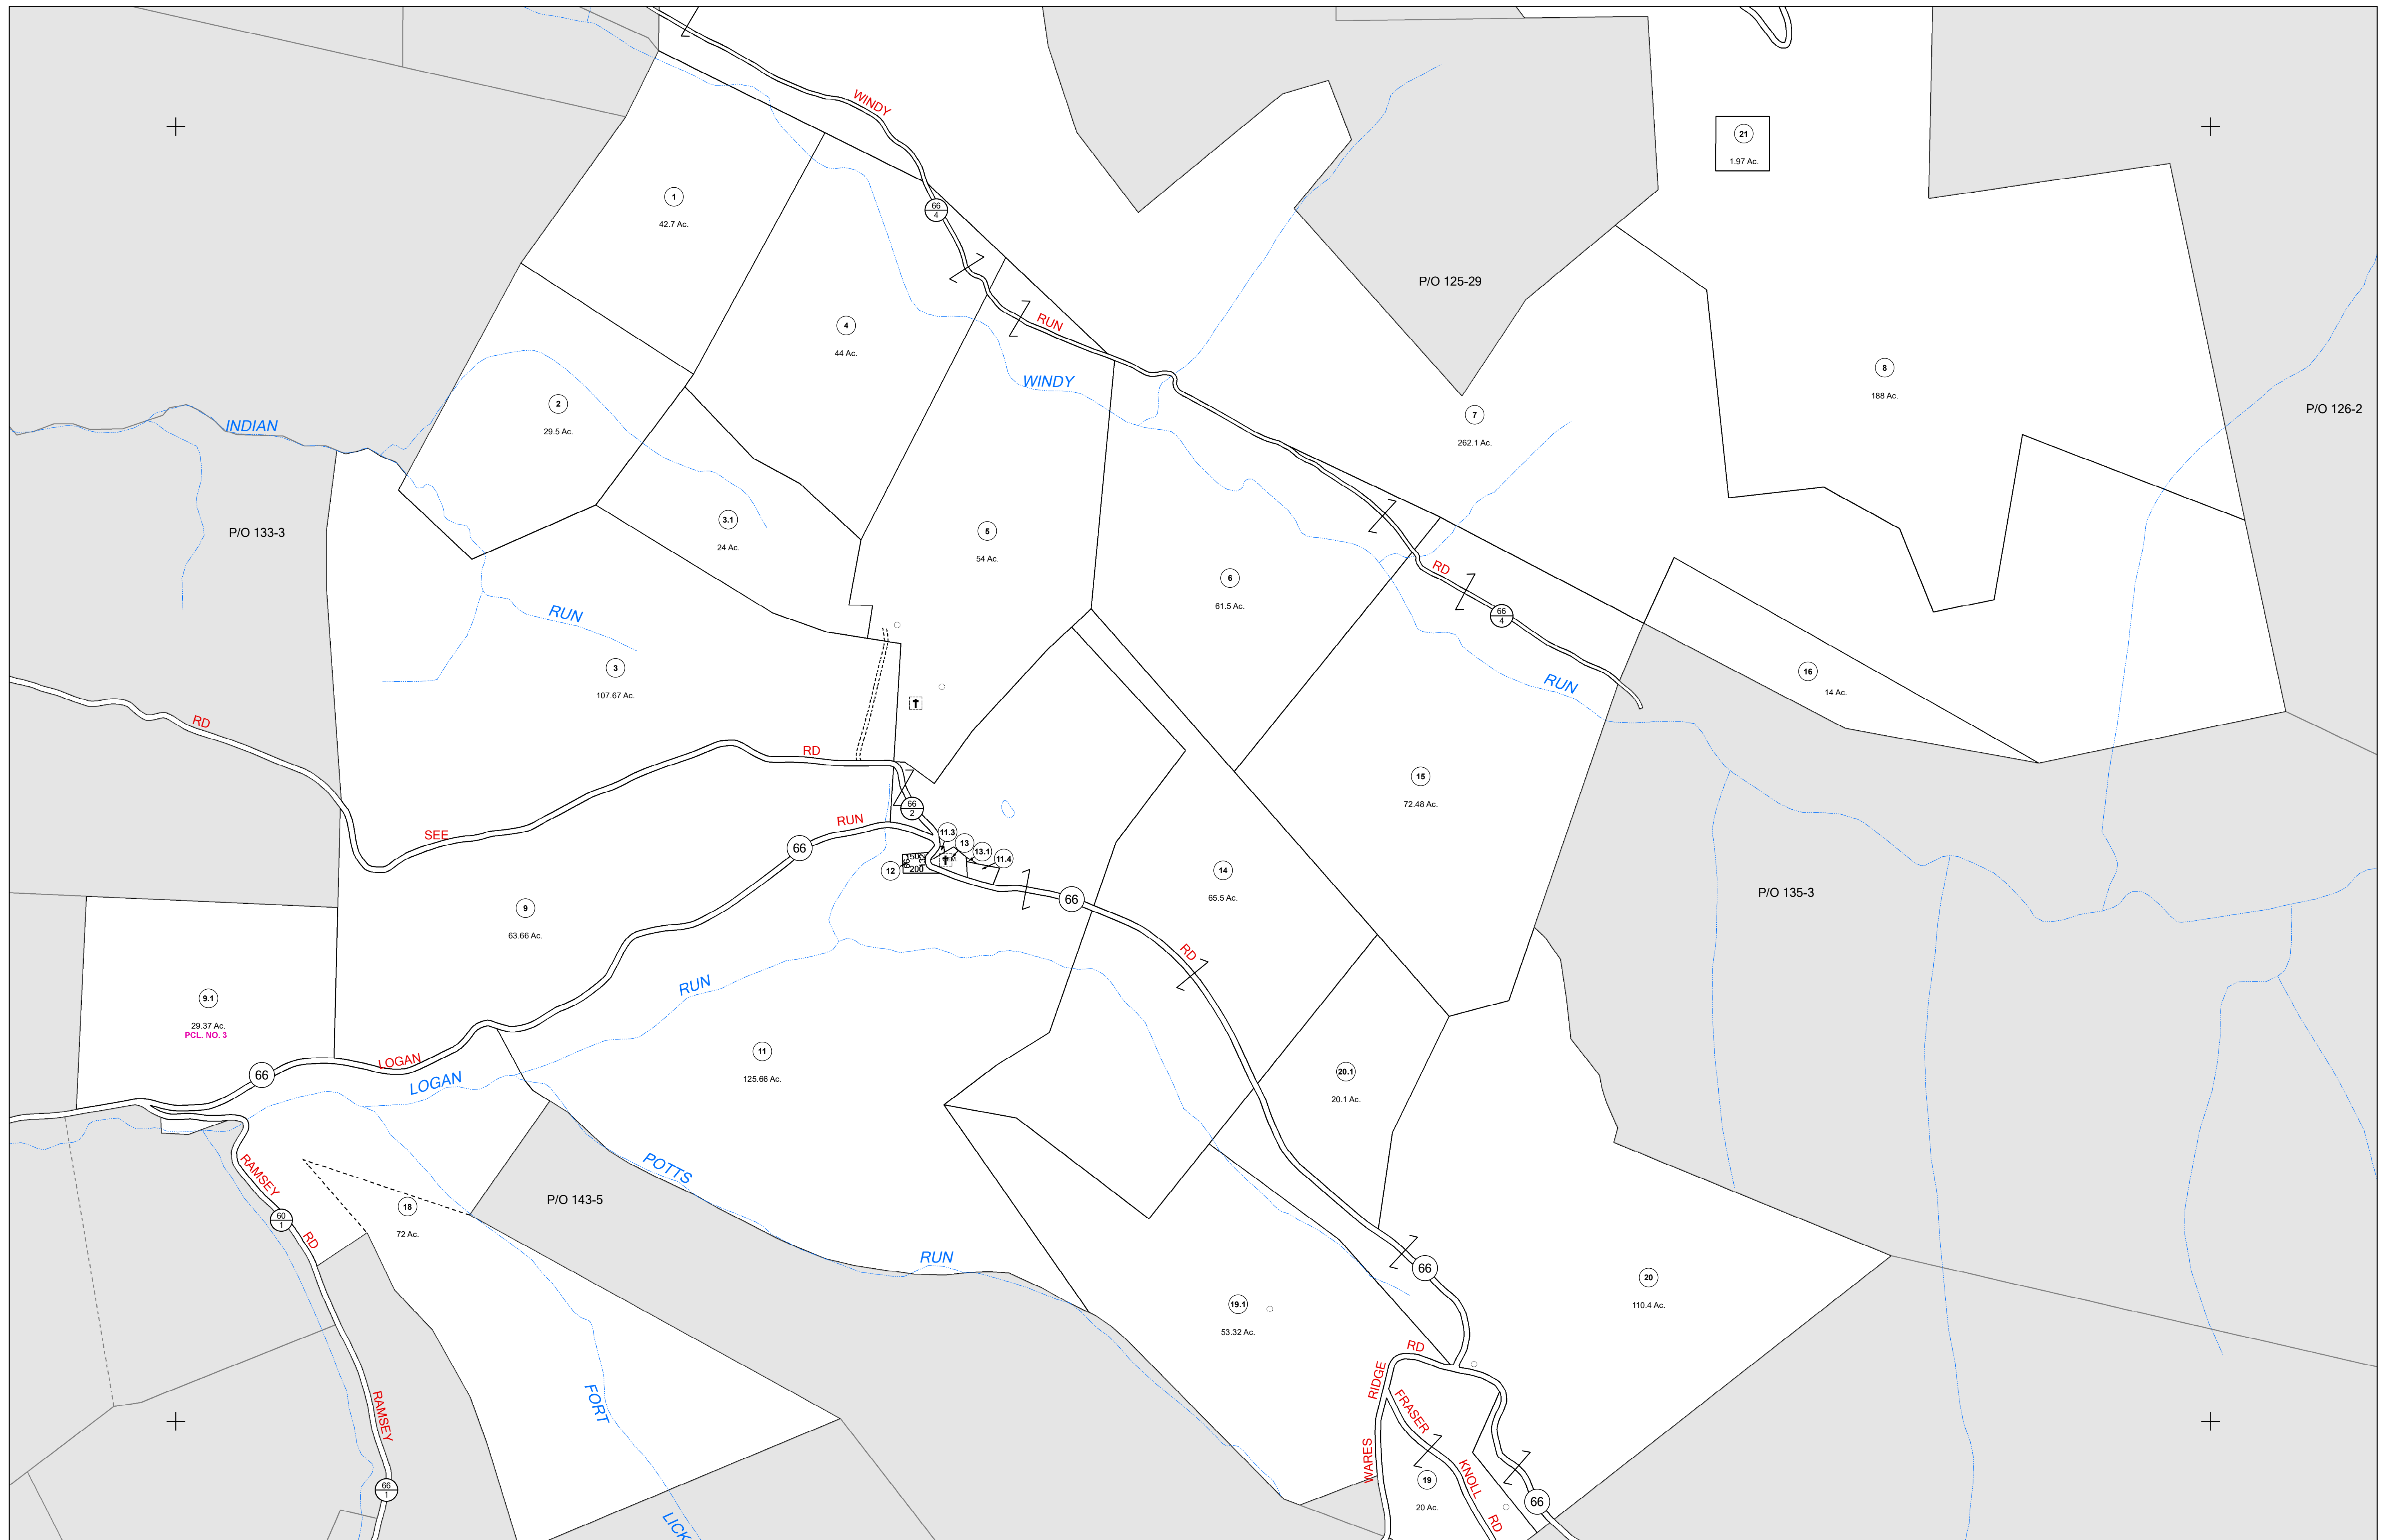 WINDY
21
1.97 Ac.
1
42.7 Ac.
66
4
P/O 125-29
4
44 Ac.
RUN
WINDY
8
188 Ac.
2
29.5 Ac.
P/O 126-2
7
262.1 Ac.
INDIAN
P/O 133-3
3.1
24 Ac.
5
54 Ac.
6
61.5 Ac.
RD
66
4
RUN
3
107.67 Ac.
16
14 Ac.
RUN
RD
RD
15
72.48 Ac.
66
2
SEE
RUN
66
11.3
13
13.1
11.4
12
150
200
14
65.5 Ac.
66
P/O 135-3
9
63.66 Ac.
RD
9.1
29.37 Ac.
PCL. NO. 3
RUN
11
125.66 Ac.
66
LOGAN
LOGAN
20.1
20.1 Ac.
RAMSEY
POTTS
P/O 143-5
18
72 Ac.
60
1
RD
RUN
66
20
110.4 Ac.
19.1
53.32 Ac.
RD
RIDGE
FRASER
RAMSEY
FORT
WARES
KNOLL
19
20 Ac.
66
1
66
LICK
RD